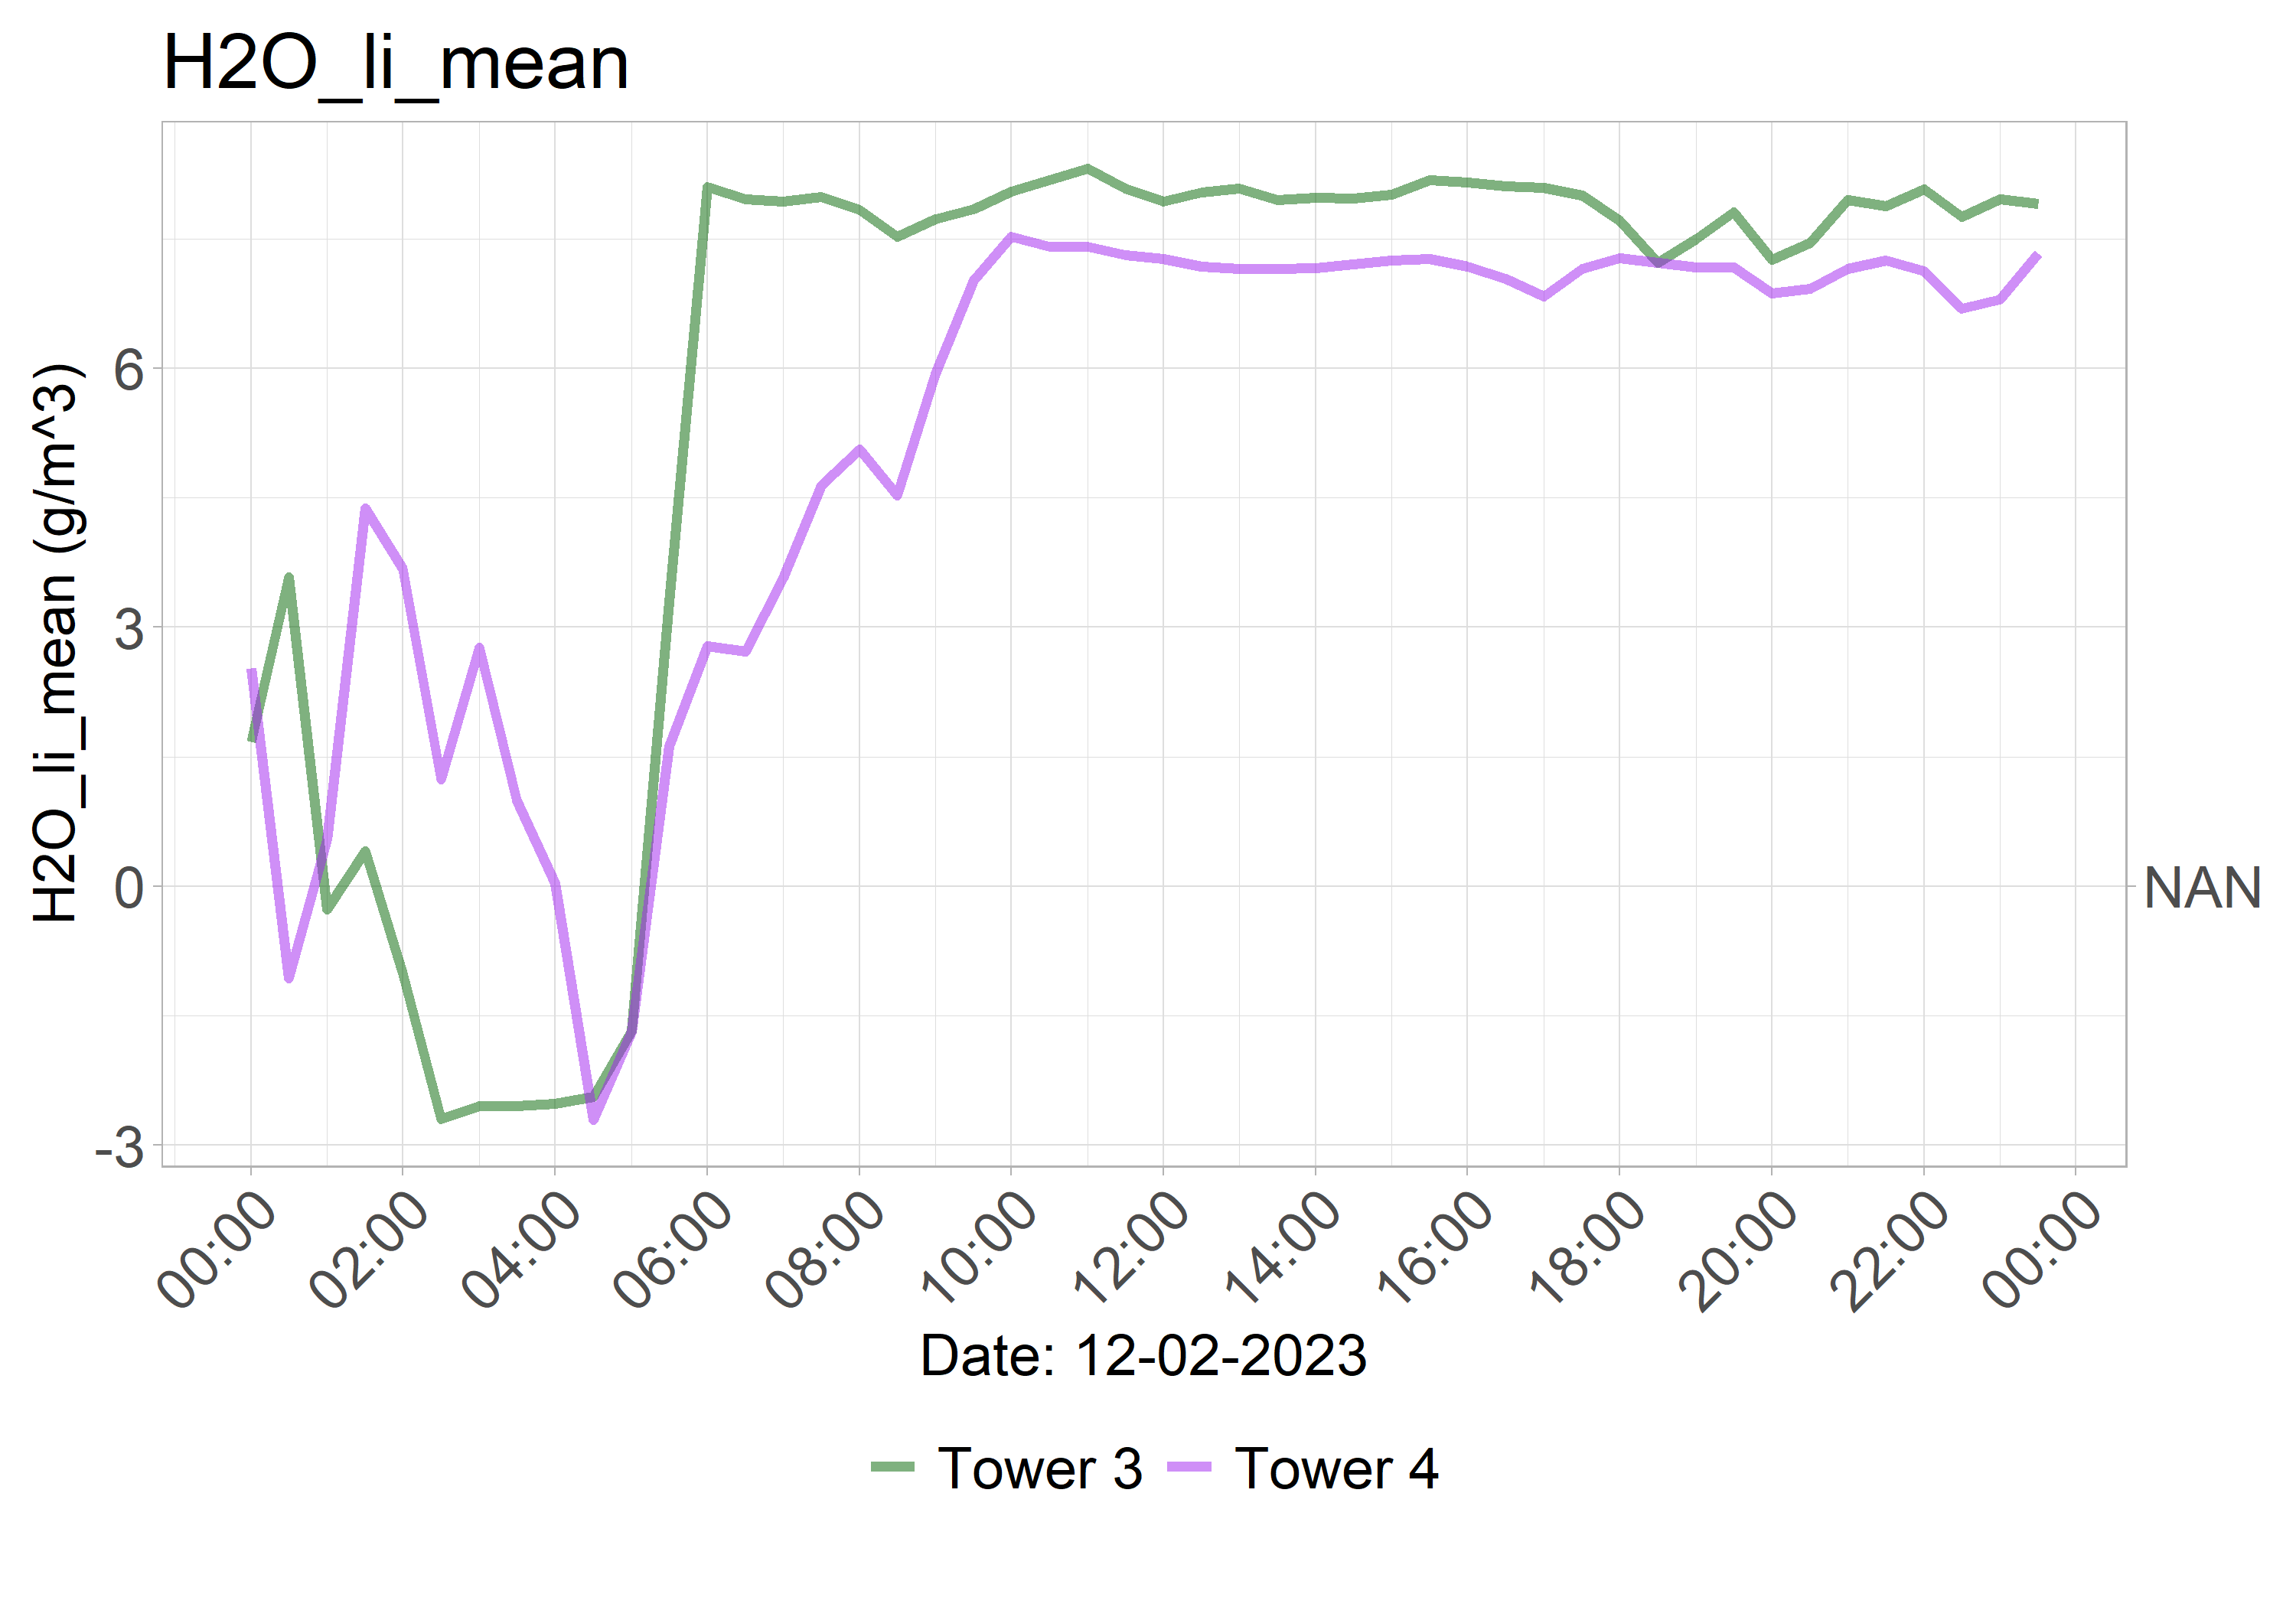 H2O_li_mean
H2O_li_mean (g/m^3)
6
3
0
-3
NAN
00:00 02:00 04:00 06:00 08:00 10:00 12:00 14:00 16:00 18:00 20:00 22:00 00:00
Date: 12-02-2023
Tower 3 Tower 4